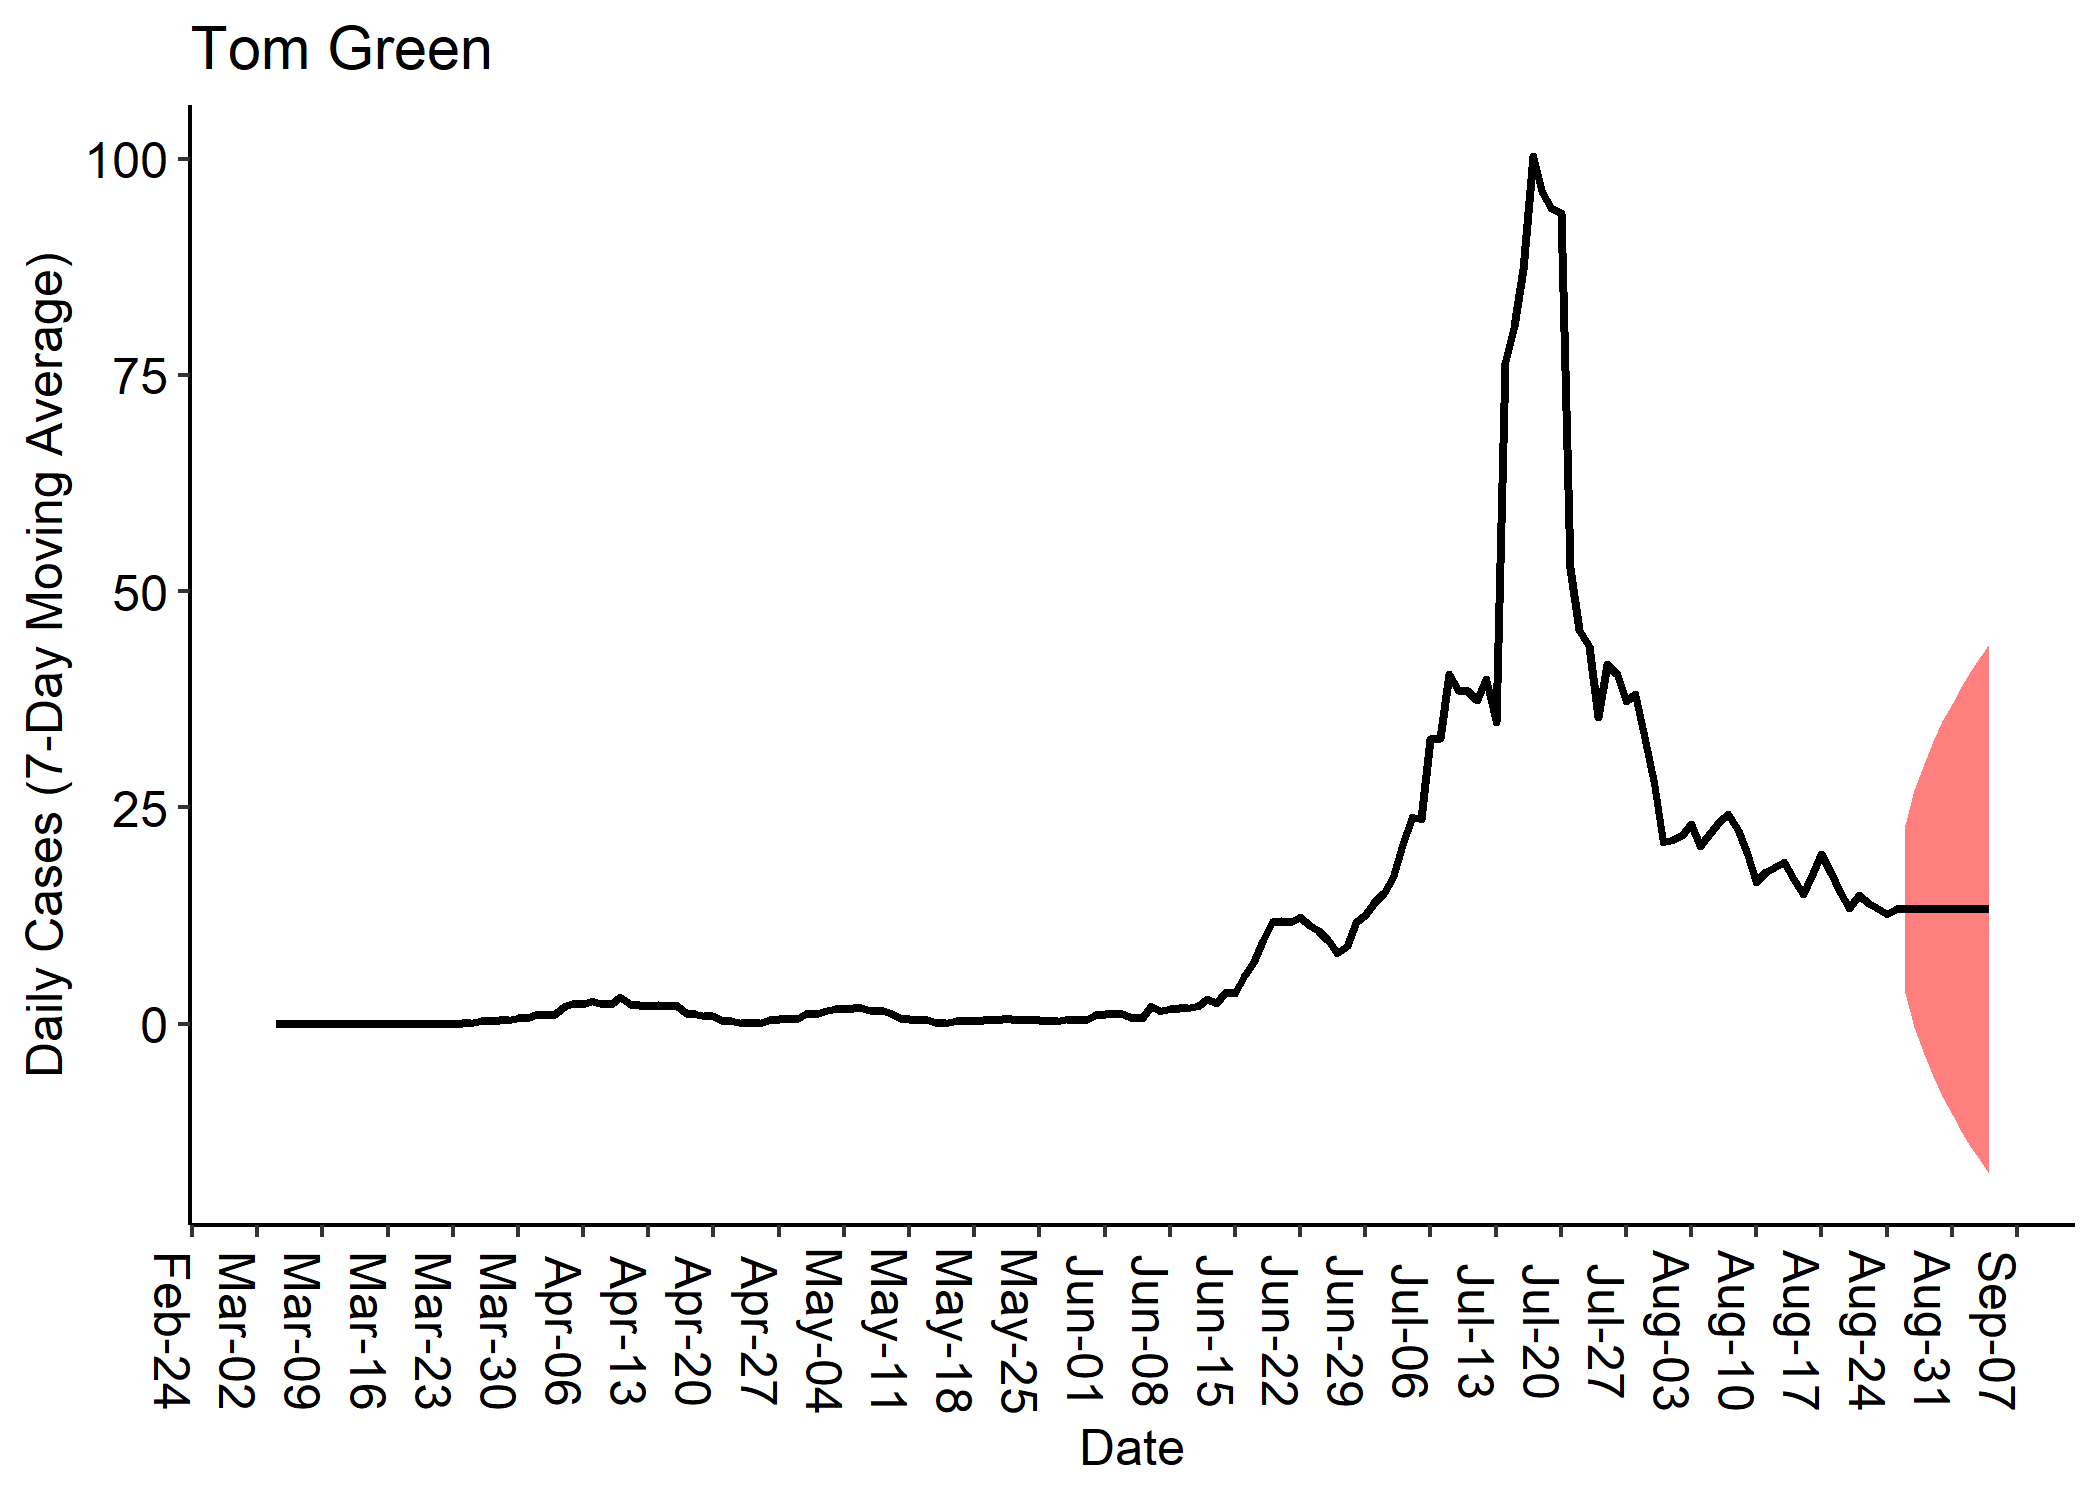 Tom Green
Daily Cases (7-Day Moving Average)
100
75
50
25
0
Feb-24
Mar-02
Mar-09
Mar-16
Mar-23
Mar-30
Apr-06
Apr-13
Apr-20
Apr-27
May-04
May-11
May-18
May-25
Jun-01
Jun-08
Jun-15
Jun-22
Jun-29
Jul-06
Jul-13
Jul-20
Jul-27
Aug-03
Aug-10
Aug-17
Aug-24
Aug-31
Sep-07
Date